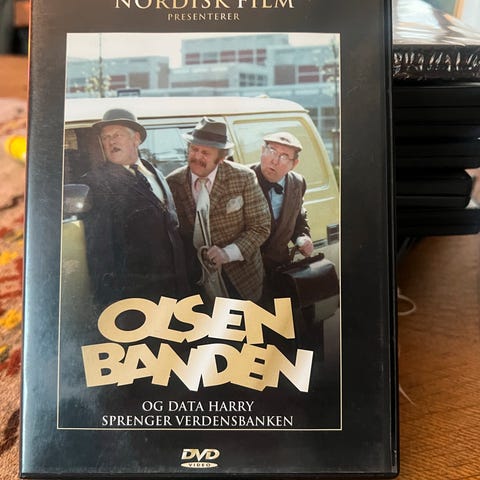 NORDISK FILM
PRESENTERER
OLSEN
BANDEN
OG DATA HARRY
SPRENGER VERDENSBANKEN
DVD
VIDEO